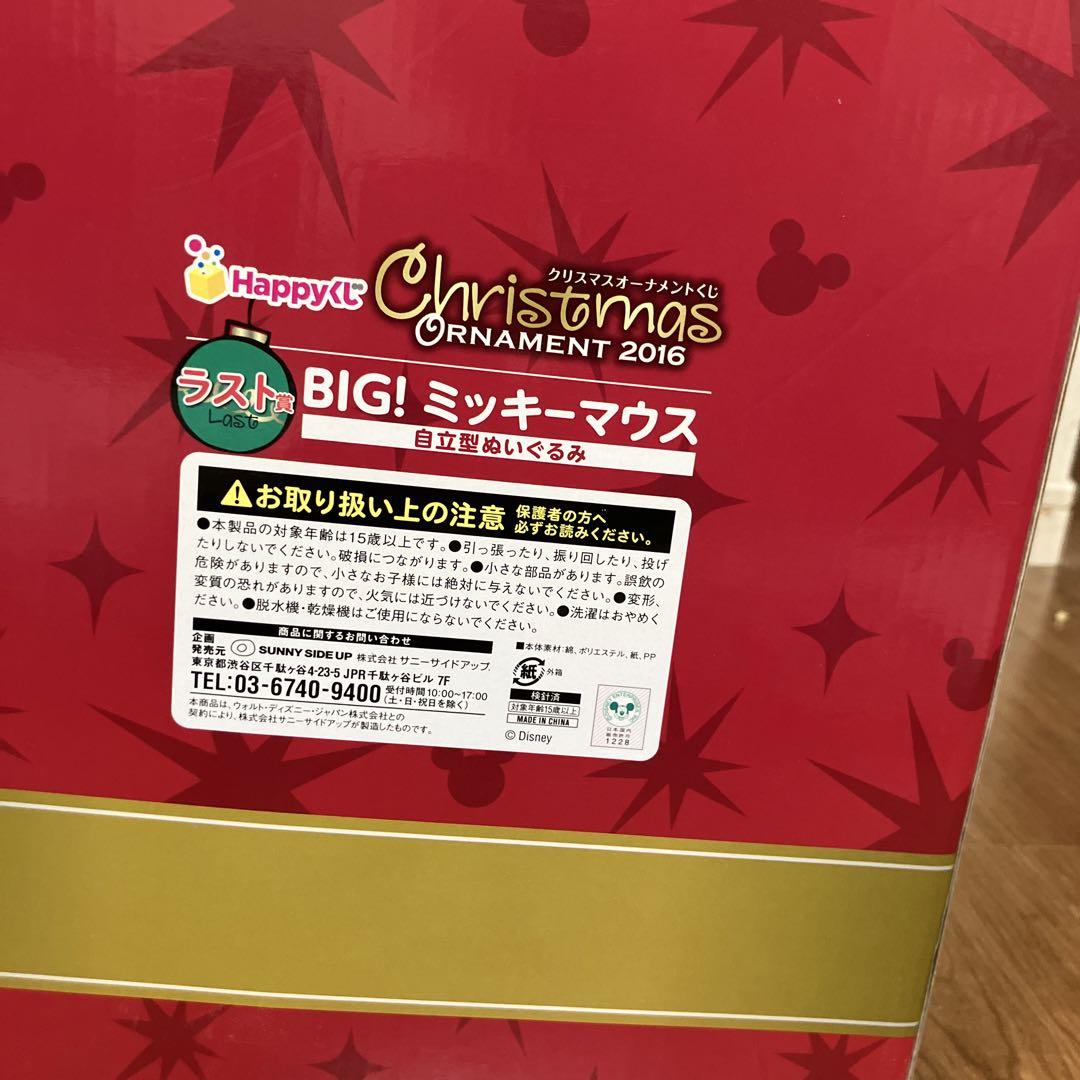 Happyくじ
クリスマスオーナメントくじ
Christmas
ORNAMENT 2016
ラスト賞
Last
BIG! ミッキーマウス
自立型ぬいぐるみ
お取り扱い上の注意 保護者の方へ 必ずお読みください。
●本製品の対象年齢は15歳以上です。●引っ張ったり、振り回したり、投げ
たりしないでください。破損につながります。●小さな部品があります。誤飲の
危険がありますので、小さなお子様には絶対に与えないでください。●変形、
変質の恐れがありますので、火気には近づけないでください。●洗濯はおやめく
ださい。●脱水機・乾燥機はご使用にならないでください。
商品に関するお問い合わせ
企画
発売元 SUNNY SIDE UP 株式会社 サニーサイドアップ
東京都渋谷区千駄ヶ谷4-23-5 JPR千駄ヶ谷ビル 7F
TEL:03-6740-9400 受付時間10:00~17:00
(土・日・祝日を除く)
本商品は、ウォルト・ディズニー・ジャパン株式会社との
契約により、株式会社サニーサイドアップが製造したものです。
■本体素材:綿、ポリエステル、紙、PP
紙 外箱
検針済
対象年齢15歳以上
MADE IN CHINA
© Disney
日本国内
1228